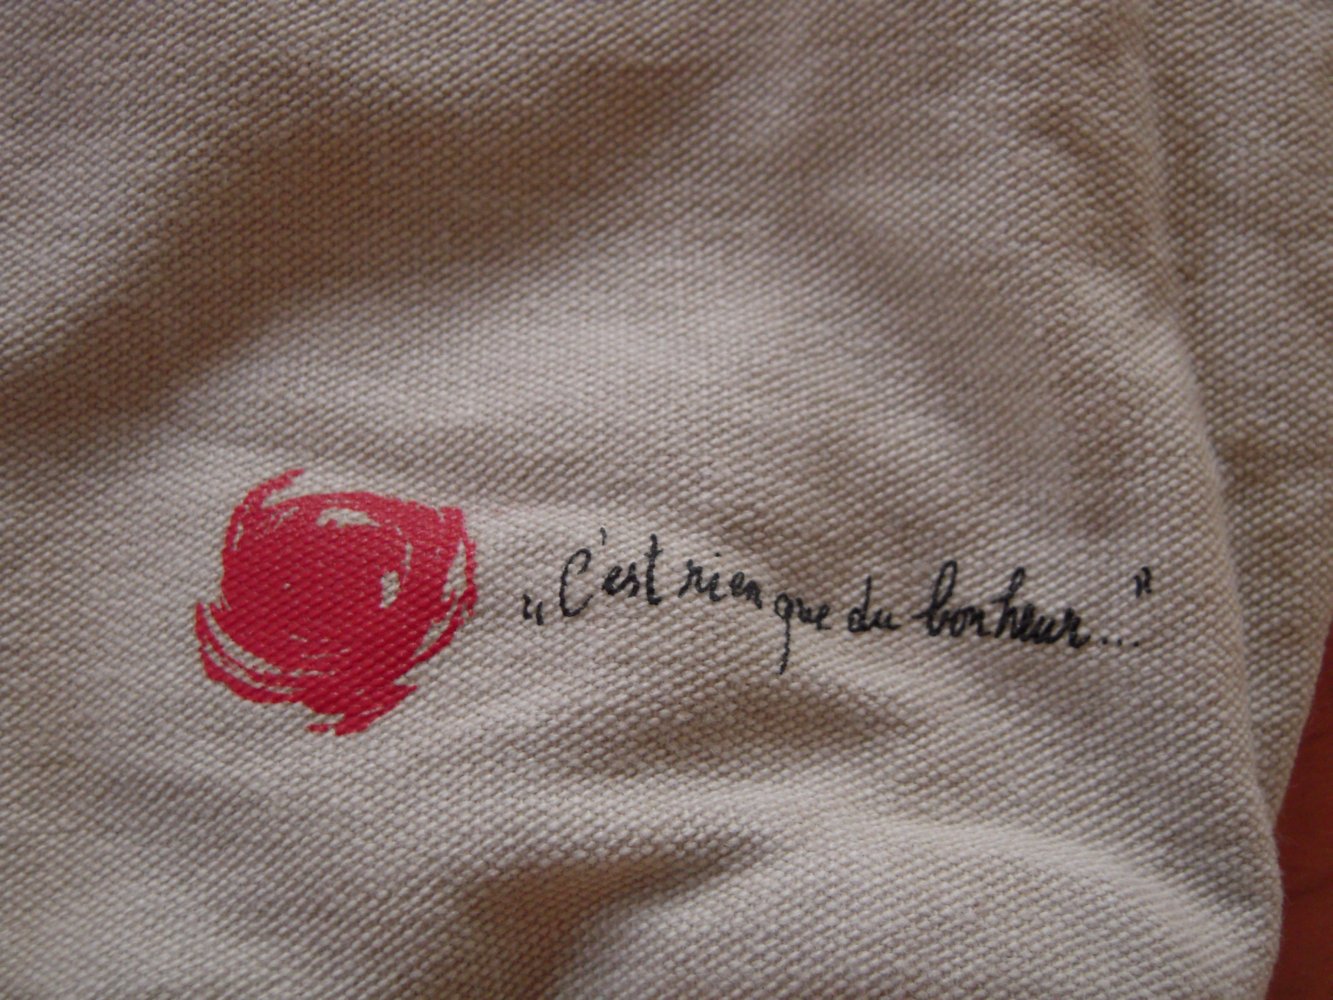 „C'est rien que du bonheur...."